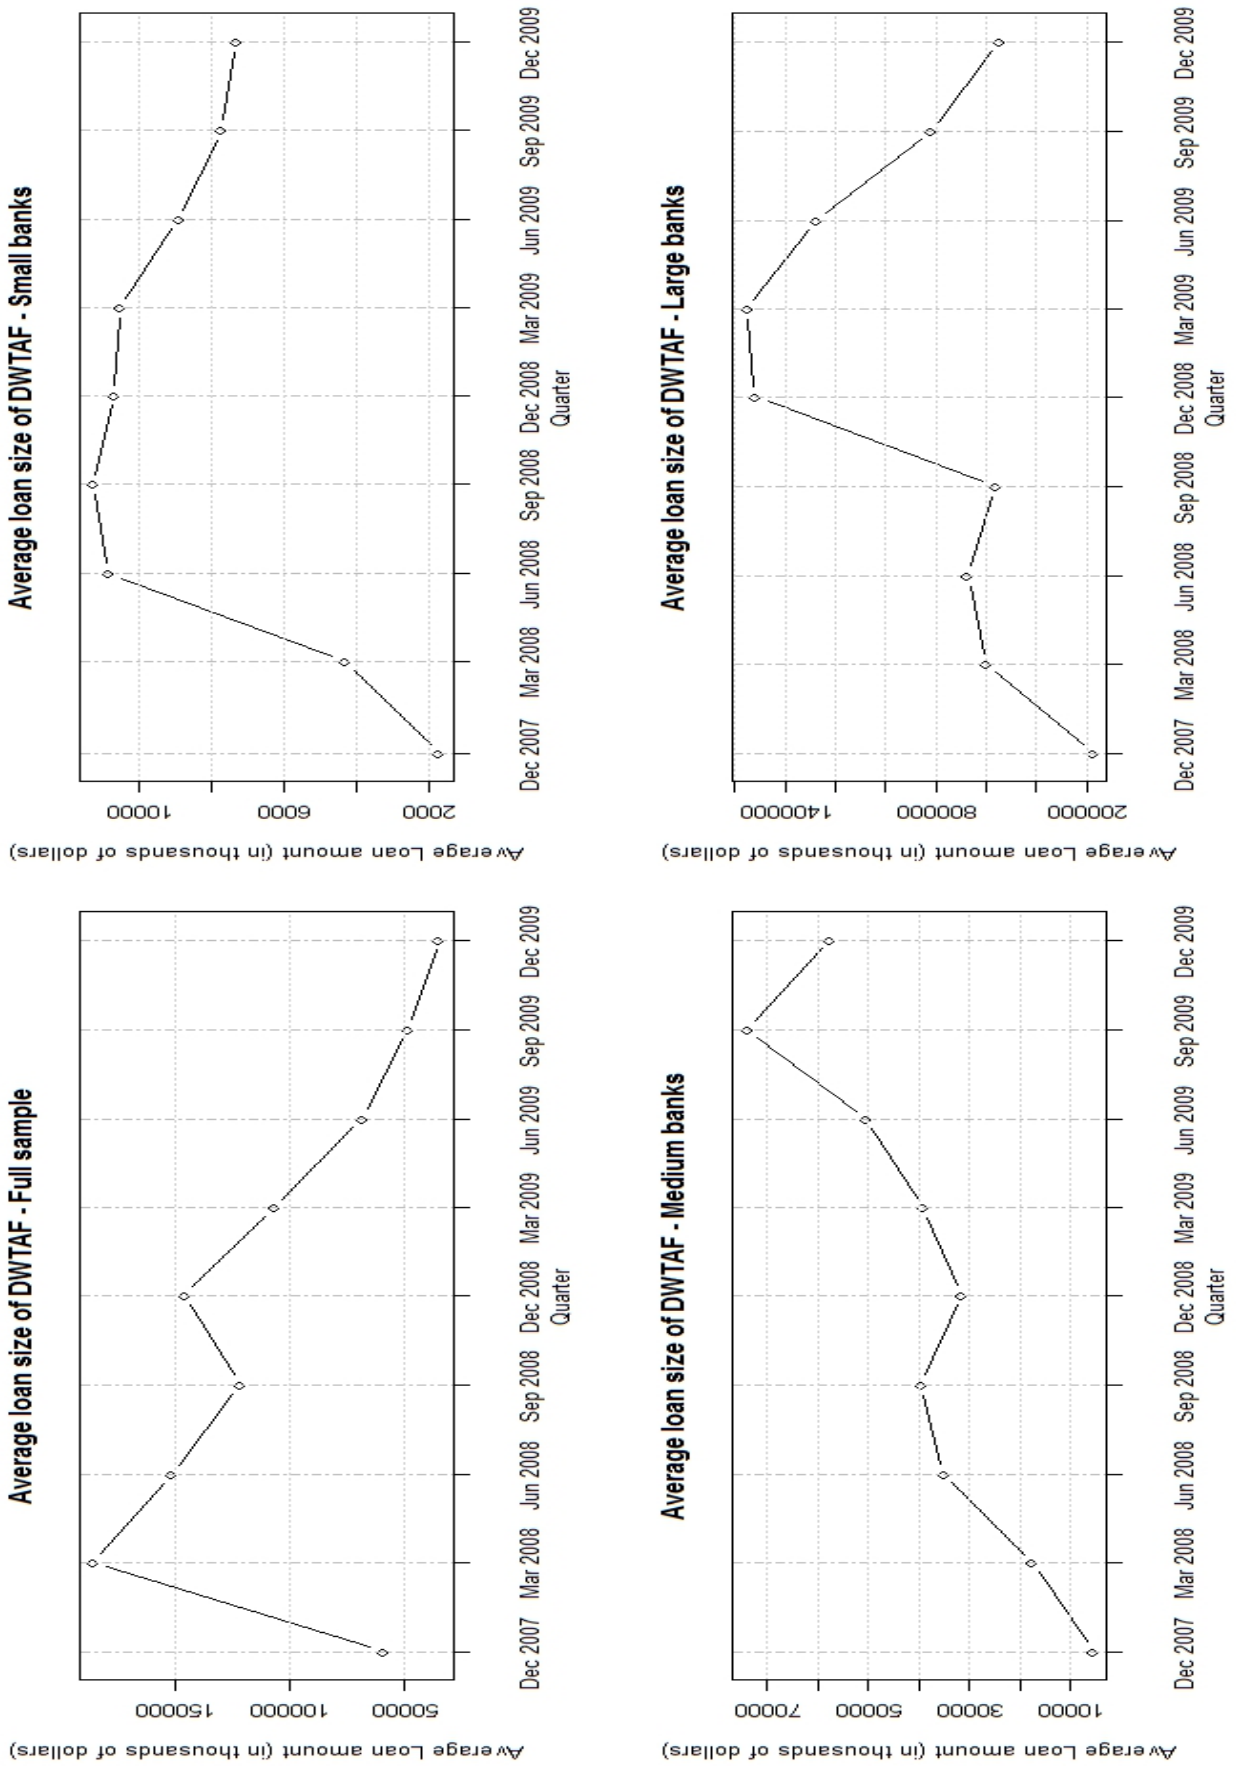 Average loan size of DWTAF - Full sample
Average Loan amount (in thousands of dollars)
50000 100000 150000
Dec 2007 Mar 2008 Jun 2008 Sep 2008 Dec 2008 Mar 2009 Jun 2009 Sep 2009 Dec 2009
Quarter
Average loan size of DWTAF - Small banks
Average Loan amount (in thousands of dollars)
2000 6000 10000
Dec 2007 Mar 2008 Jun 2008 Sep 2008 Dec 2008 Mar 2009 Jun 2009 Sep 2009 Dec 2009
Quarter
Average loan size of DWTAF - Medium banks
Average Loan amount (in thousands of dollars)
10000 30000 50000 70000
Dec 2007 Mar 2008 Jun 2008 Sep 2008 Dec 2008 Mar 2009 Jun 2009 Sep 2009 Dec 2009
Quarter
Average loan size of DWTAF - Large banks
Average Loan amount (in thousands of dollars)
200000 800000 1400000
Dec 2007 Mar 2008 Jun 2008 Sep 2008 Dec 2008 Mar 2009 Jun 2009 Sep 2009 Dec 2009
Quarter